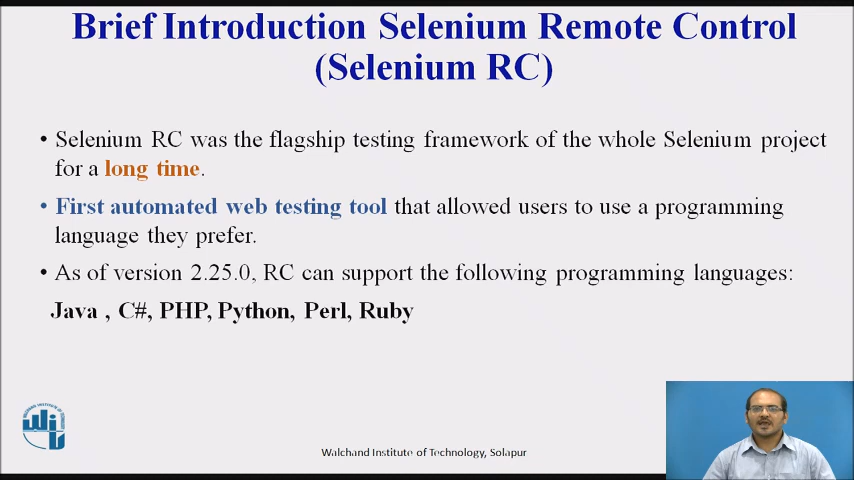 Brief Introduction Selenium Remote Control
(Selenium RC)
• Selenium RC was the flagship testing framework of the whole Selenium project
for a long time.
• First automated web testing tool that allowed users to use a programming
language they prefer.
• As of version 2.25.0, RC can support the following programming languages:
Java , C#, PHP, Python, Perl, Ruby
Walchand Institute of Technology, Solapur